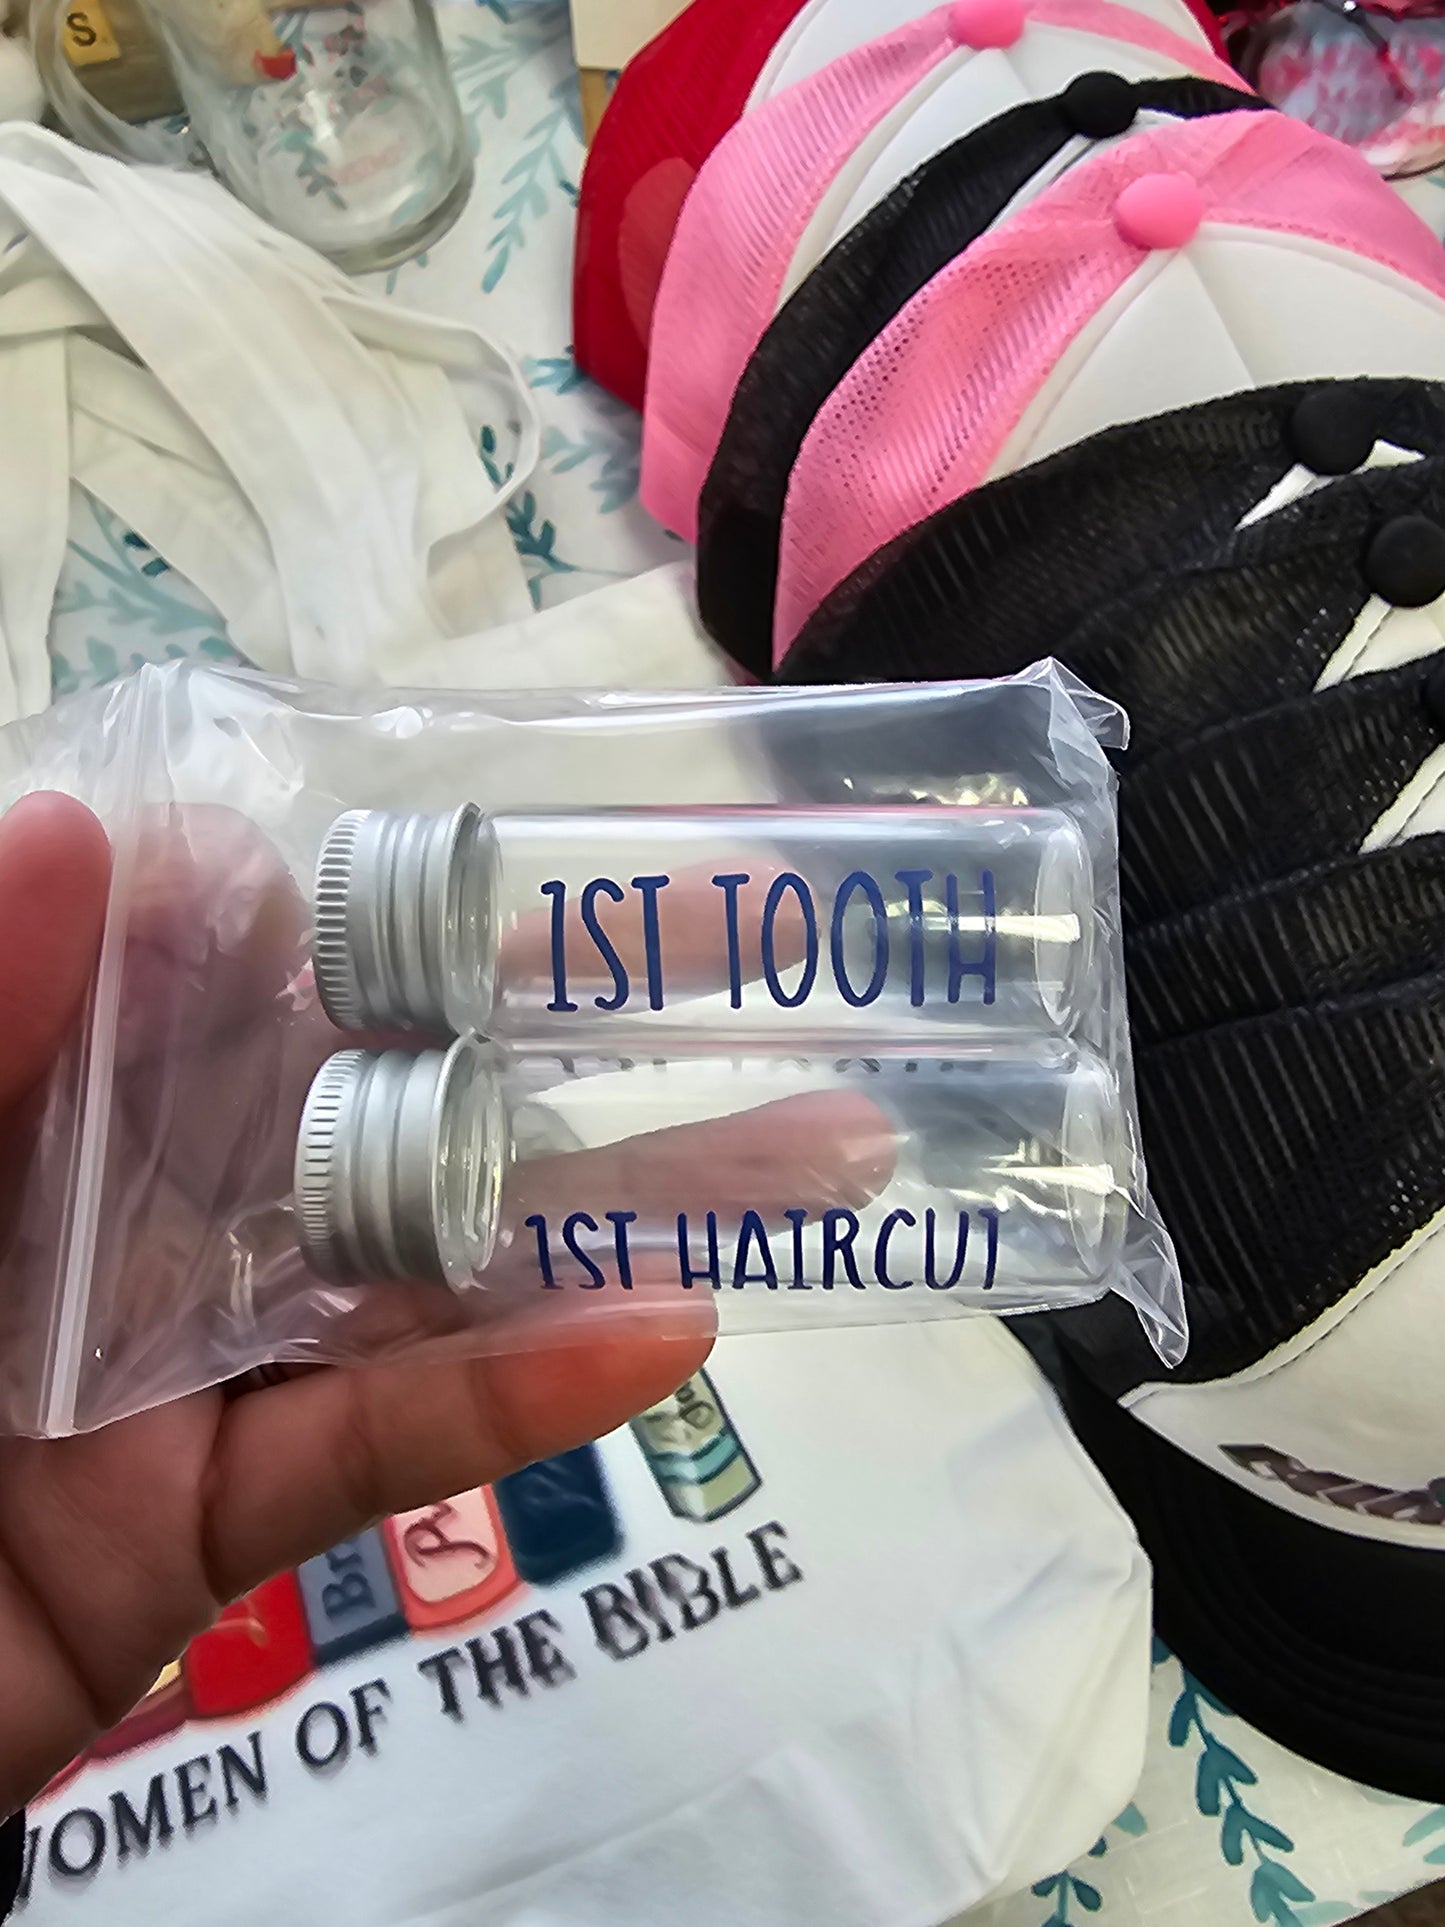 S
1ST TOOTH
1ST HAIRCUT
WOMEN OF THE BIBLE